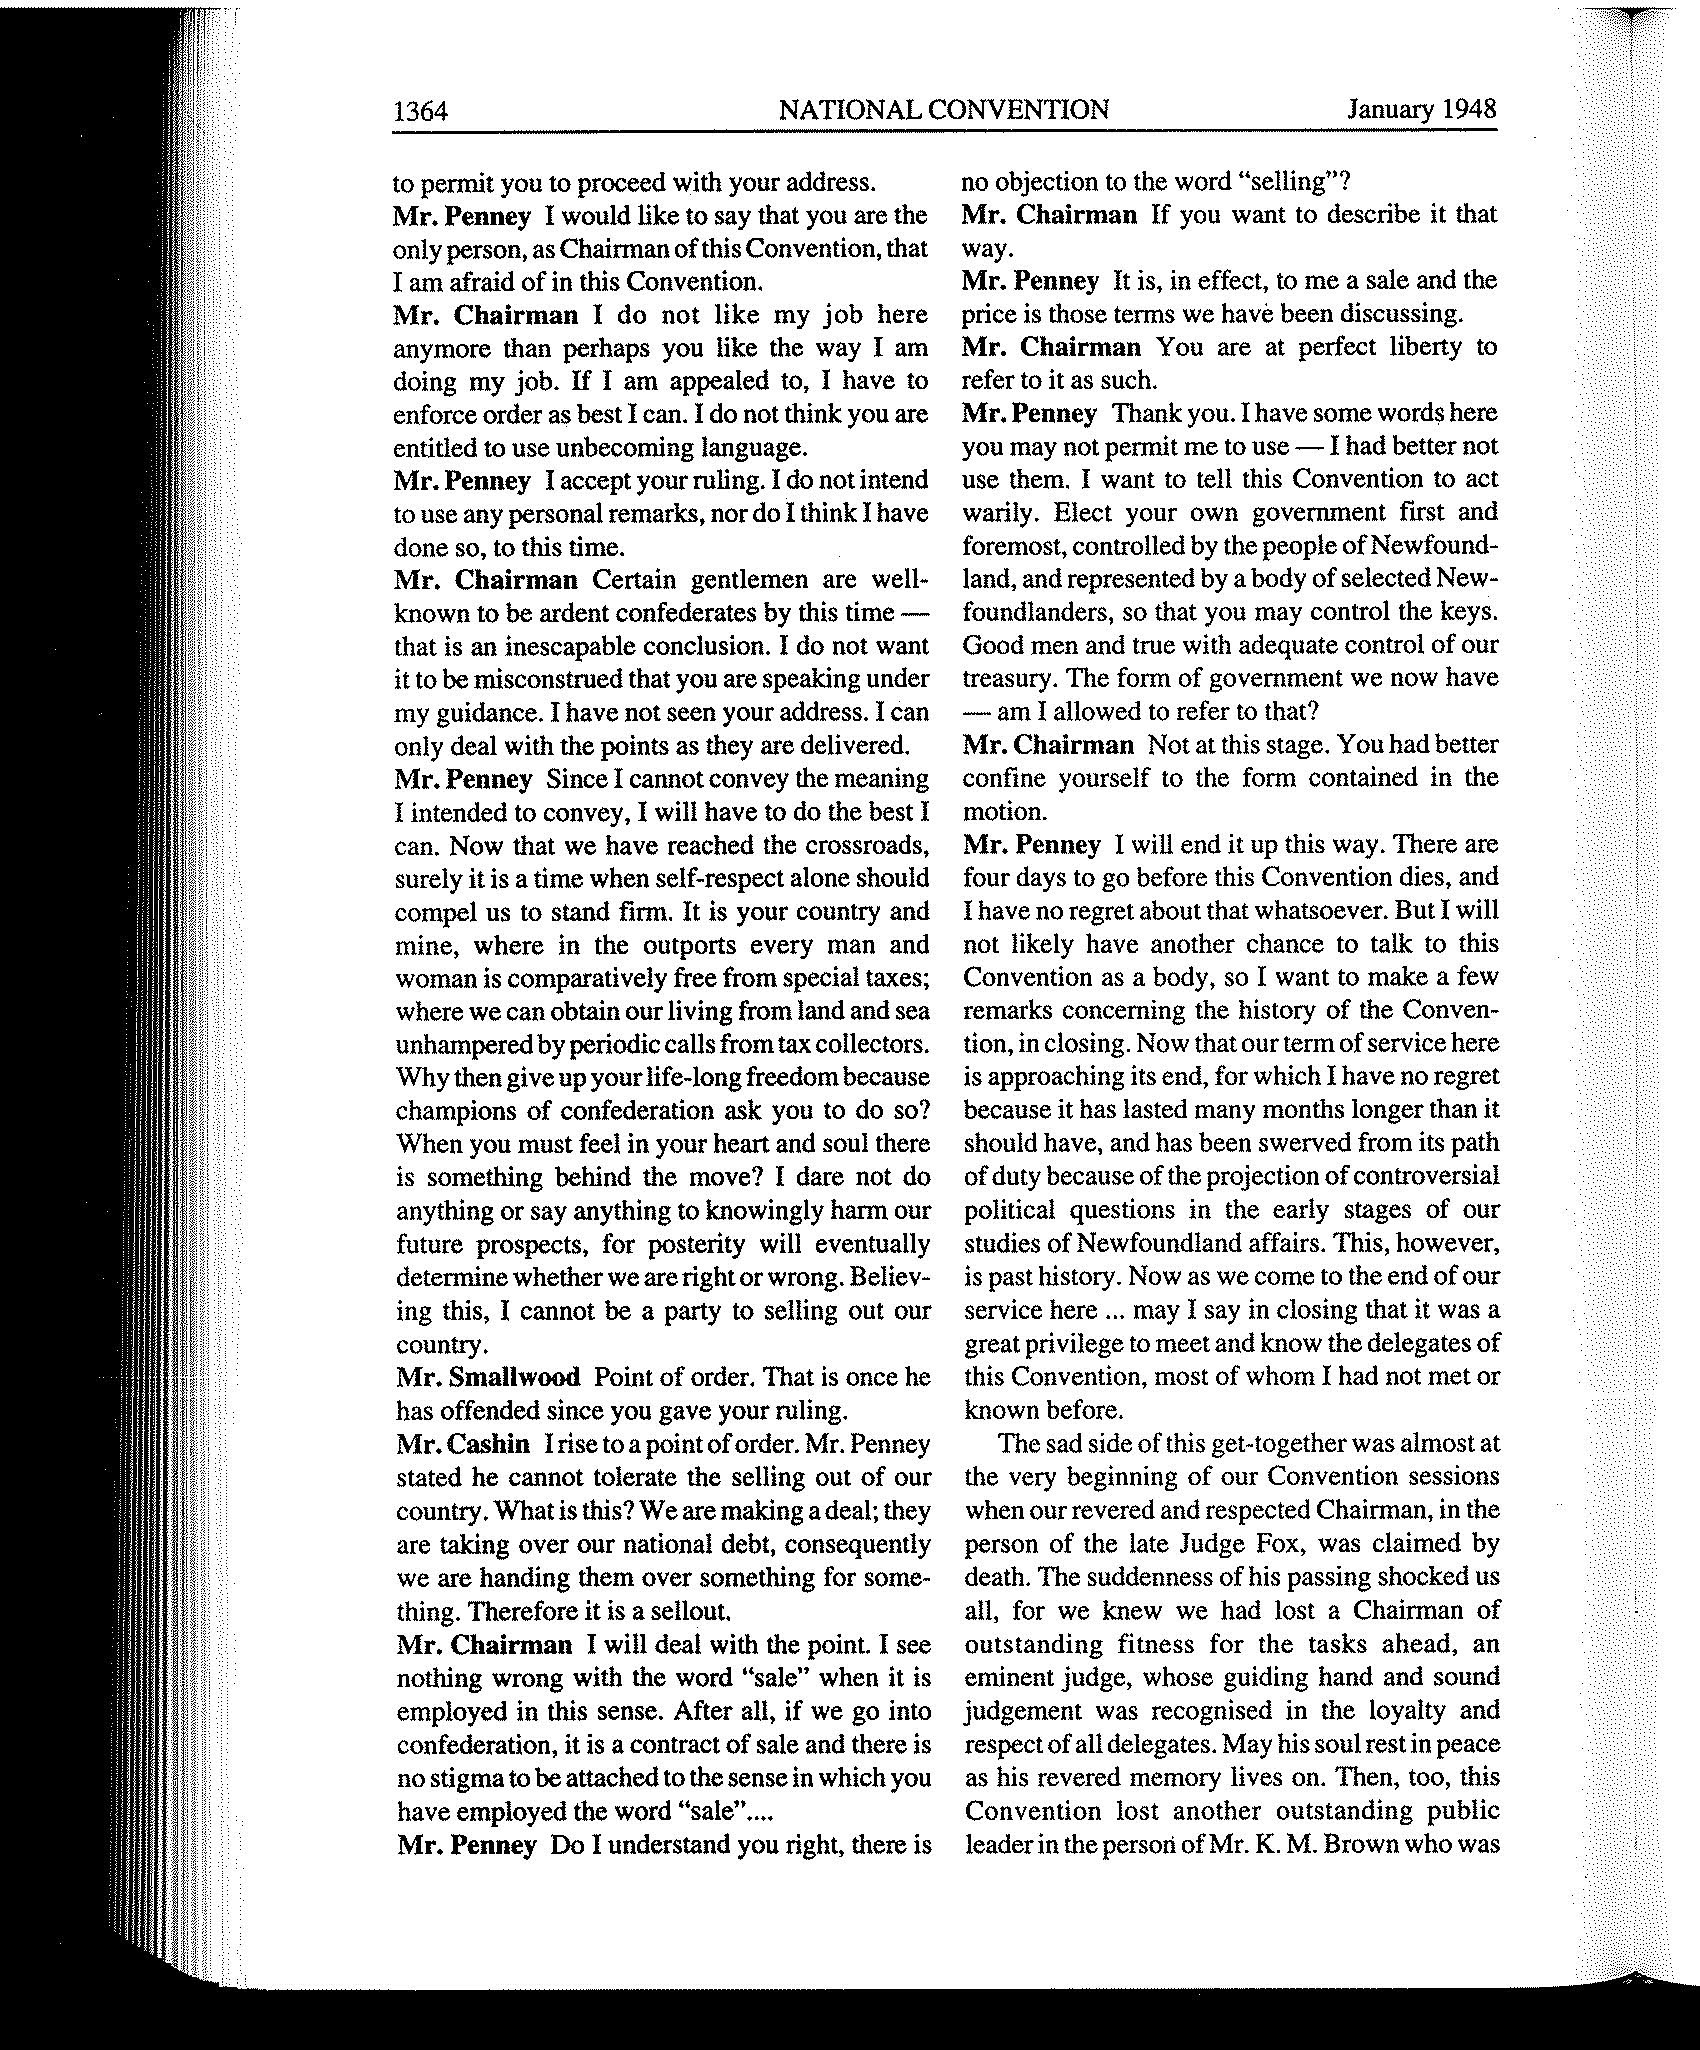 1364 NATIONAL CONVENTION January 1948
to permit you to proceed with your address.
Mr. Penney I would like to say that you are the
only person, as Chairman of this Convention, that
I am afraid of in this Convention.
Mr. Chairman I do not like my job here
anymore than perhaps you like the way I am
doing my job. If I am appealed to, I have to
enforce order as best I can. I do not think you are
entitled to use unbecoming language.
Mr. Penney I accept your ruling. I do not intend
to use any personal remarks, nor do I think I have
done so, to this time.
Mr. Chairman Certain gentlemen are well-
known to be ardent confederates by this time —
that is an inescapable conclusion. I do not want
it to be misconstrued that you are speaking under
my guidance. I have not seen your address. I can
only deal with the points as they are delivered.
Mr. Penney Since I cannot convey the meaning
I intended to convey, I will have to do the best I
can. Now that we have reached the crossroads,
surely it is a time when self-respect alone should
compel us to stand firm. It is your country and
mine, where in the outports every man and
woman is comparatively free from special taxes;
where we can obtain our living from land and sea
unhampered by periodic calls from tax collectors.
Why then give up your life-long freedom because
champions of confederation ask you to do so?
When you must feel in your heart and soul there
is something behind the move? I dare not do
anything or say anything to knowingly harm our
future prospects, for posterity will eventually
determine whether we are right or wrong. Believ-
ing this, I cannot be a party to selling out our
country.
Mr. Smallwood Point of order. That is once he
has offended since you gave your ruling.
Mr. Cashin I rise to a point of order. Mr. Penney
stated he cannot tolerate the selling out of our
country. What is this? We are making a deal; they
are taking over our national debt, consequently
we are handing them over something for some-
thing. Therefore it is a sellout.
Mr. Chairman I will deal with the point. I see
nothing wrong with the word “sale” when it is
employed in this sense. After all, if we go into
confederation, it is a contract of sale and there is
no stigma to be attached to the sense in which you
have employed the word “sale”....
Mr. Penney Do I understand you right, there is
no objection to the word “selling”?
Mr. Chairman If you want to describe it that
way.
Mr. Penney It is, in effect, to me a sale and the
price is those terms we have been discussing.
Mr. Chairman You are at perfect liberty to
refer to it as such.
Mr. Penney Thank you. I have some words here
you may not permit me to use — I had better not
use them. I want to tell this Convention to act
warily. Elect your own government first and
foremost, controlled by the people of Newfound-
land, and represented by a body of selected New-
foundlanders, so that you may control the keys.
Good men and true with adequate control of our
treasury. The form of government we now have
— am I allowed to refer to that?
Mr. Chairman Not at this stage. You had better
confine yourself to the form contained in the
motion.
Mr. Penney I will end it up this way. There are
four days to go before this Convention dies, and
I have no regret about that whatsoever. But I will
not likely have another chance to talk to this
Convention as a body, so I want to make a few
remarks concerning the history of the Conven-
tion, in closing. Now that our term of service here
is approaching its end, for which I have no regret
because it has lasted many months longer than it
should have, and has been swerved from its path
of duty because of the projection of controversial
political questions in the early stages of our
studies of Newfoundland affairs. This, however,
is past history. Now as we come to the end of our
service here ... may I say in closing that it was a
great privilege to meet and know the delegates of
this Convention, most of whom I had not met or
known before.
The sad side of this get-together was almost at
the very beginning of our Convention sessions
when our revered and respected Chairman, in the
person of the late Judge Fox, was claimed by
death. The suddenness of his passing shocked us
all, for we knew we had lost a Chairman of
outstanding fitness for the tasks ahead, an
eminent judge, whose guiding hand and sound
judgement was recognised in the loyalty and
respect of all delegates. May his soul rest in peace
as his revered memory lives on. Then, too, this
Convention lost another outstanding public
leader in the person of Mr. K. M. Brown who was